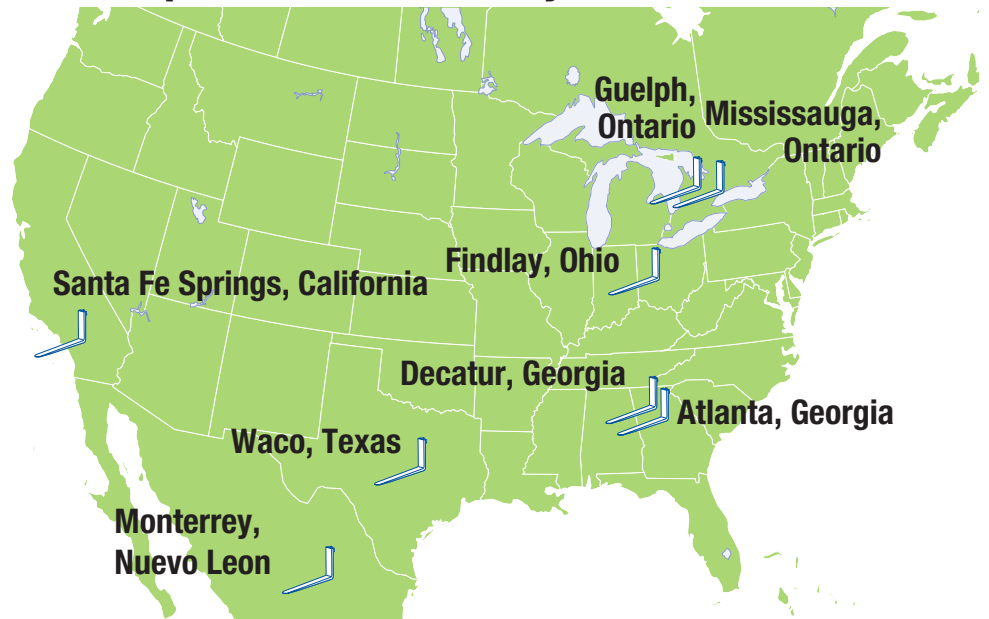 Guelph,
Ontario
Mississauga,
Ontario
Findlay, Ohio
Santa Fe Springs, California
Decatur, Georgia
Atlanta, Georgia
Waco, Texas
Monterrey,
Nuevo Leon